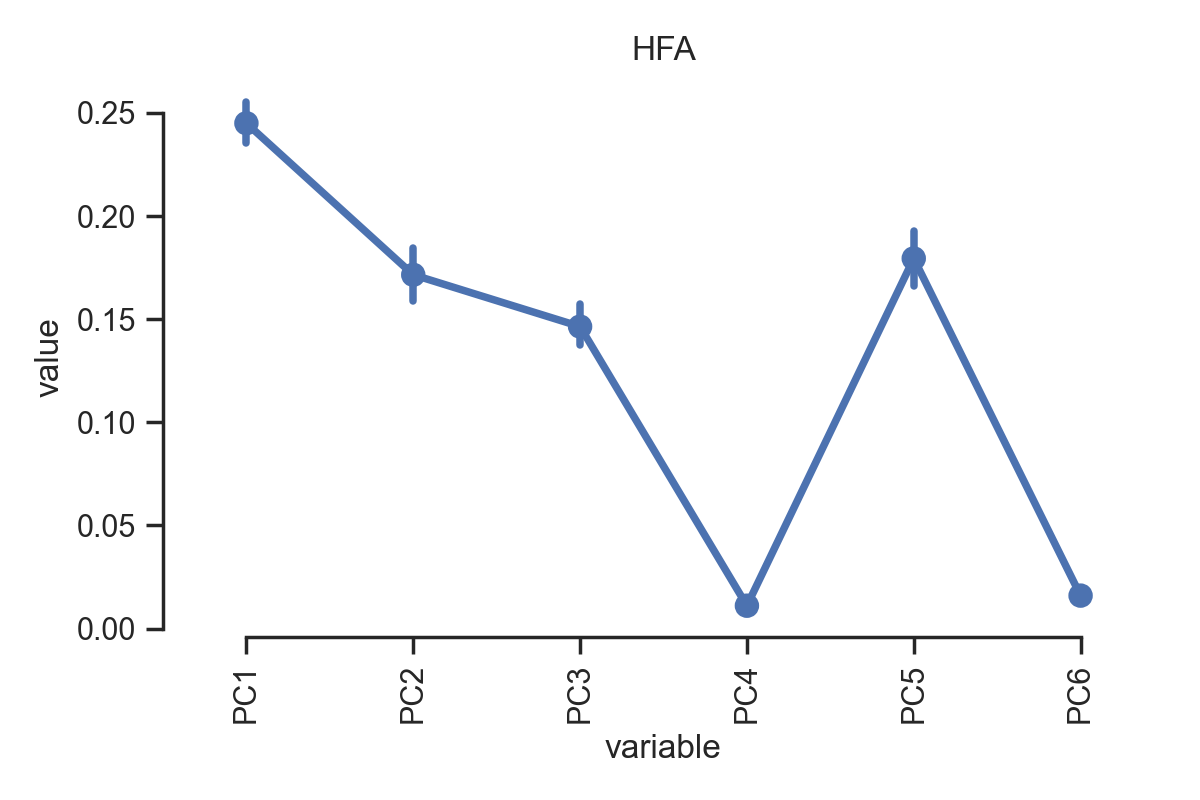 HFA
0.25
0.20
0.15
0.10
0.05
0.00
value
PC1
PC2
PC3
PC4
PC5
PC6
variable